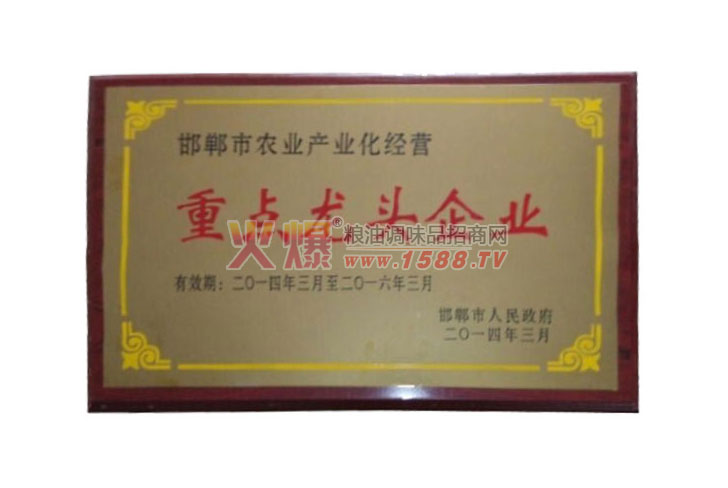 邯郸市农业产业化经营
重点龙头企业
火爆®粮油调味品招商网
www.1588.TV
有效期：二〇一四年三月至二〇一六年三月
邯郸市人民政府
二〇一四年三月